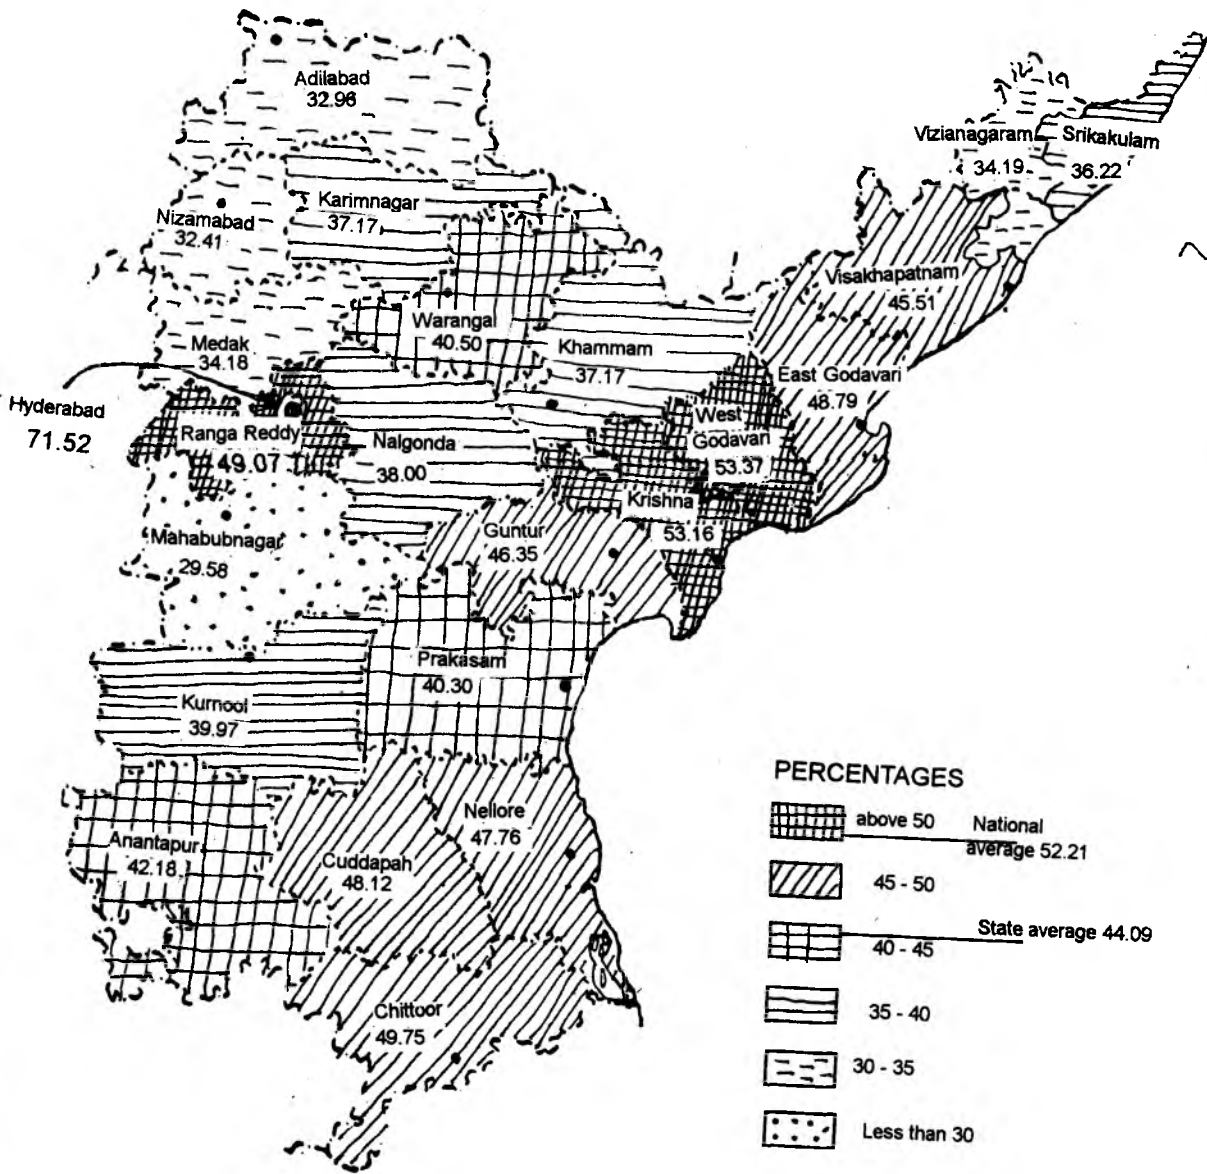 Adilabad
32.96
Vizianagaram
34.19
Srikakulam
36.22
Karimnagar
37.17
Nizamabad
32.41
Visakhapatnam
45.51
Warangal
40.50
Medak
34.18
Khammam
37.17
East Godavari
48.79
Hyderabad
71.52
West
Godavari
53.37
Ranga Reddy
49.07
Nalgonda
38.00
Krishna
53.16
Guntur
46.35
Mahabubnagar
29.58
Prakasam
40.30
Kurnool
39.97
Nellore
47.76
Anantapur
42.18
Cuddapah
48.12
Chittoor
49.75
PERCENTAGES
above 50
National
average 52.21
45 - 50
State average 44.09
40 - 45
35 - 40
30 - 35
Less than 30